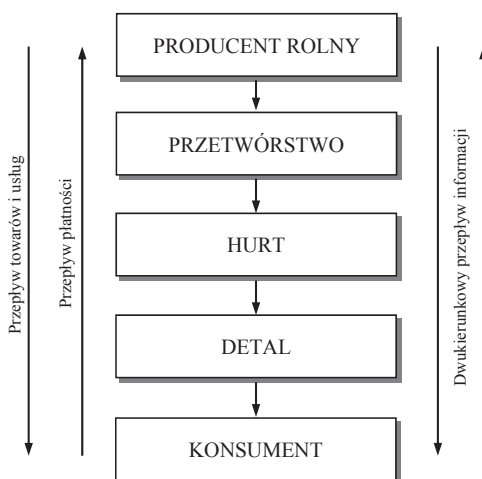 PRODUCENT ROLNY
PRZETWÓRSTWO
HURT
DETAL
KONSUMENT
Przepływ towarów i usług
Przepływ płatności
Dwukierunkowy przepływ informacji